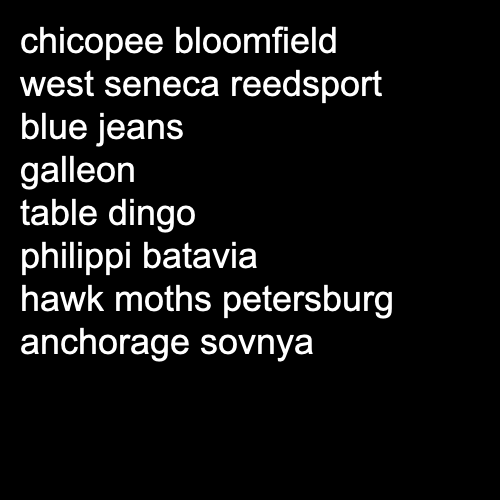 chicopee bloomfield
west seneca reedsport
blue jeans
galleon
table dingo
philippi batavia
hawk moths petersburg
anchorage sovnya